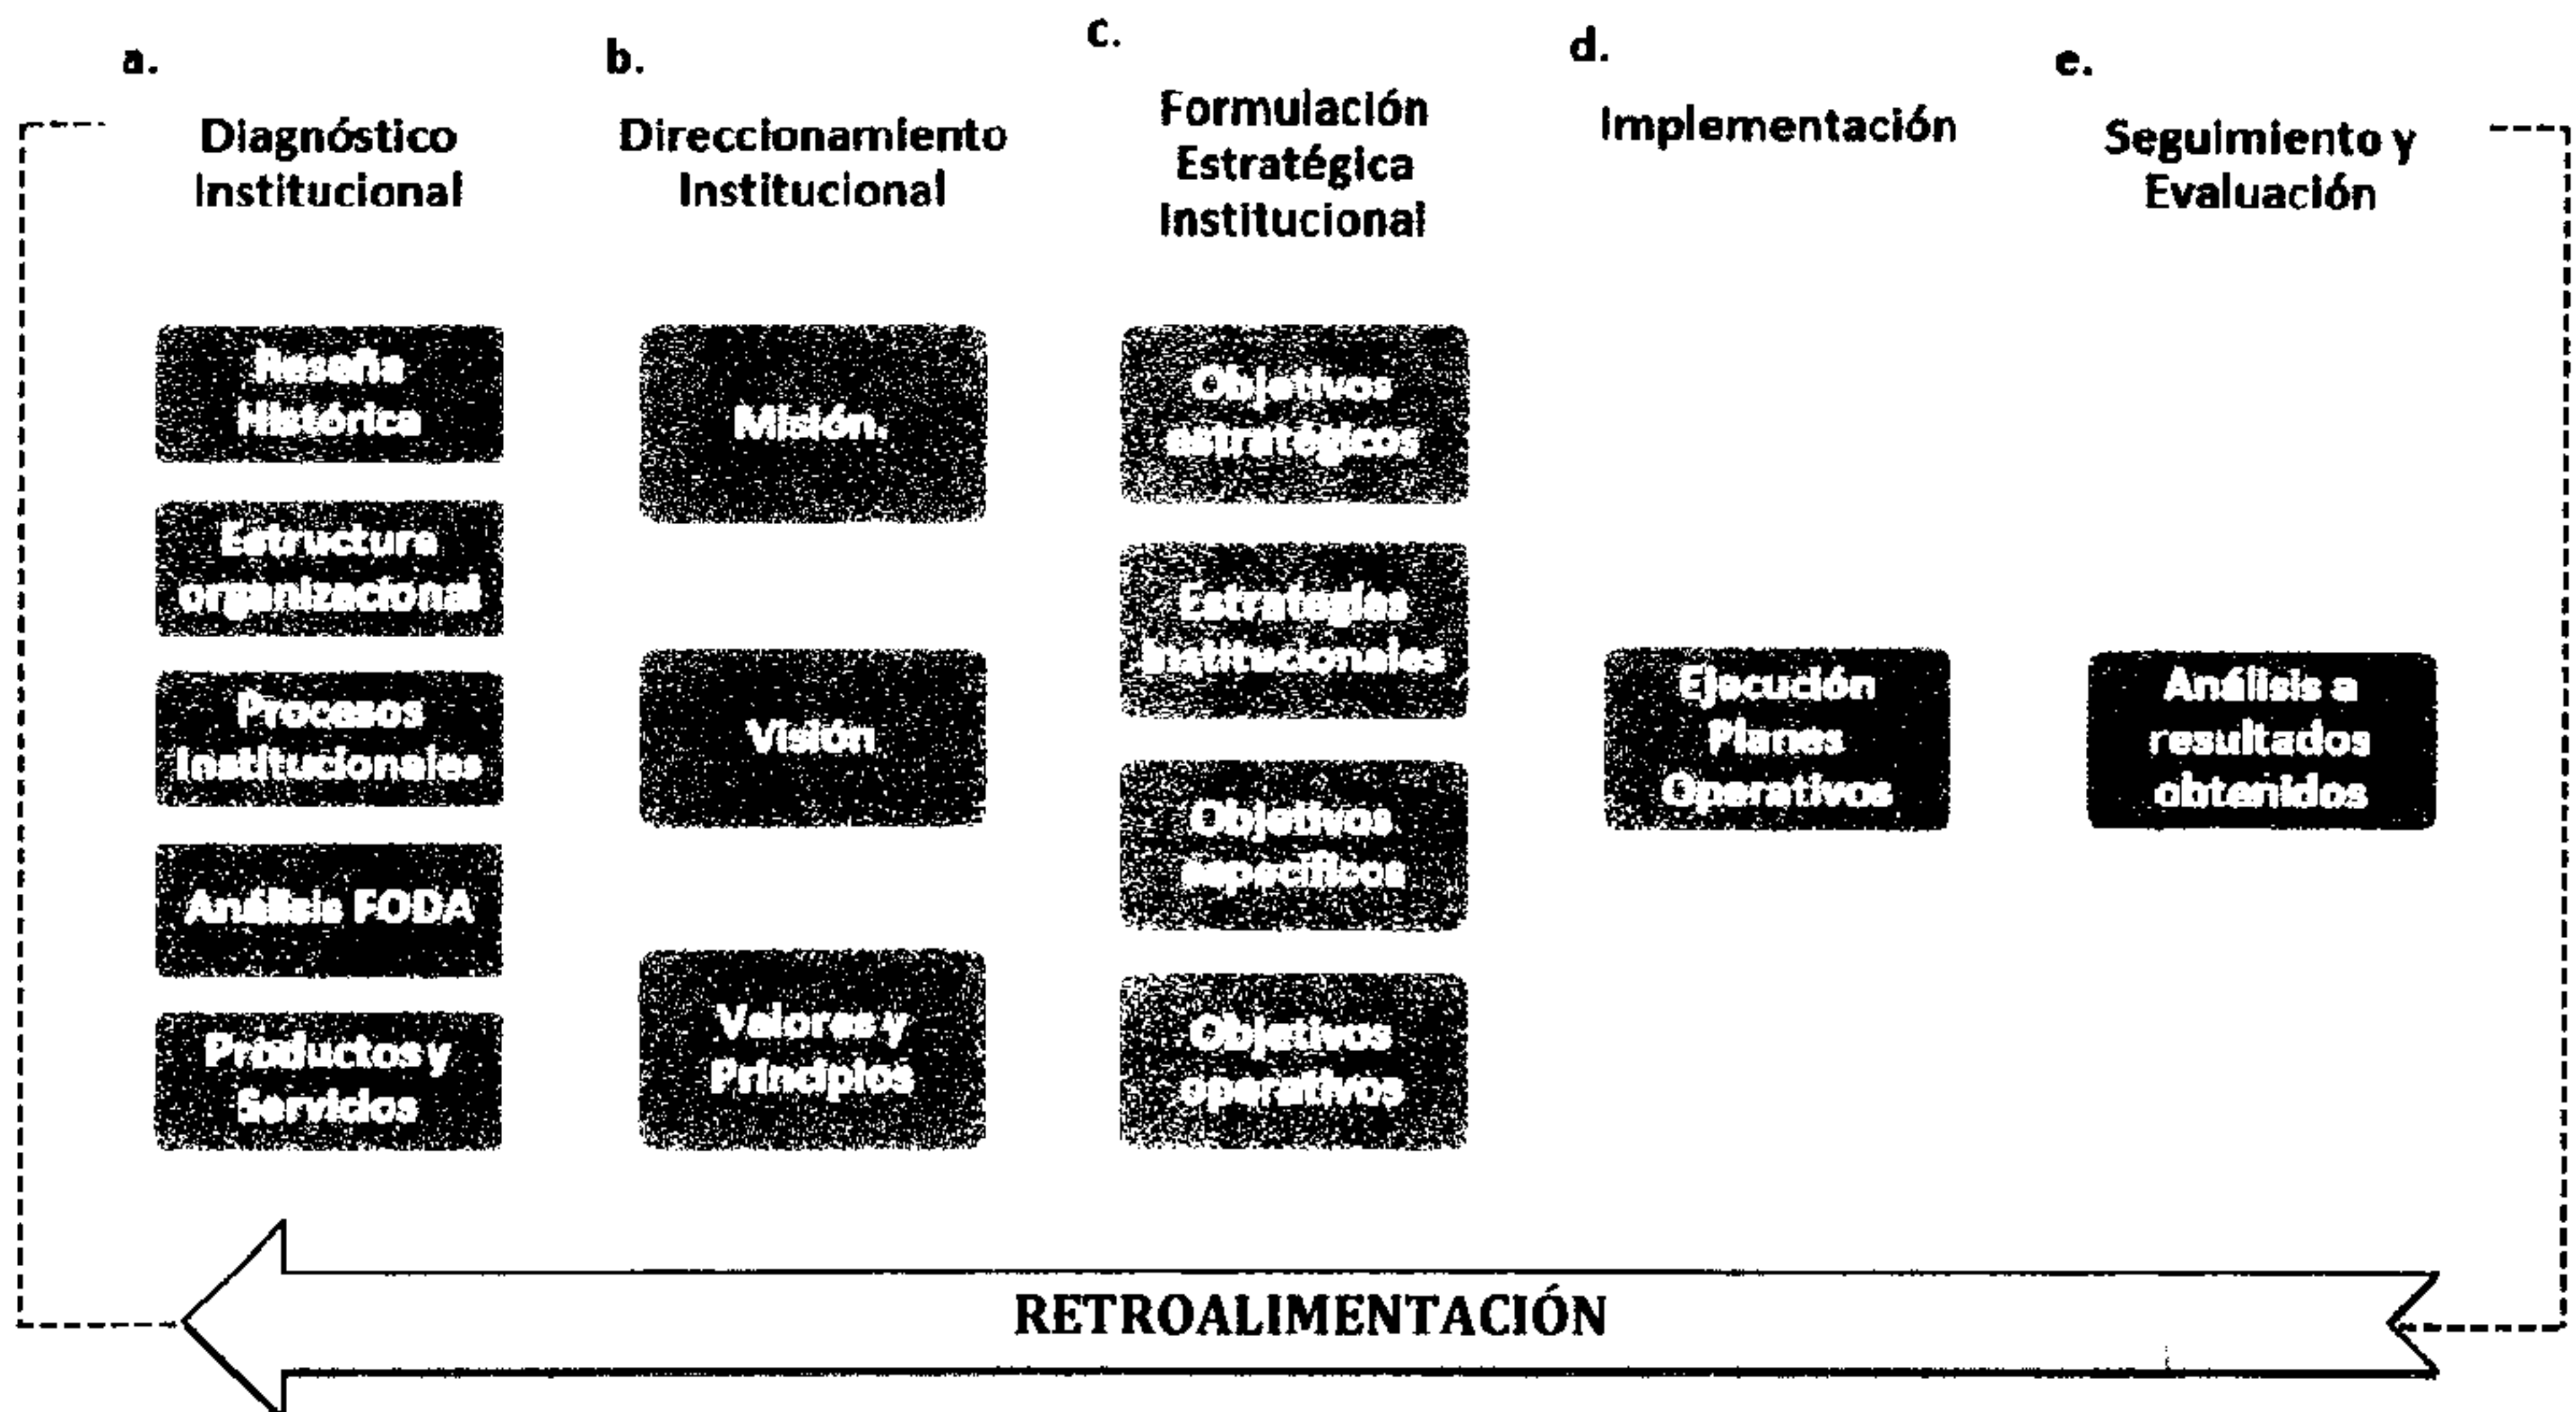 a.
Diagnóstico
Institucional
Reseña
Histórica
Estructura
organizacional
Procesos
Institucionales
Análisis FODA
Productos y
Servicios
b.
Direccionamiento
Institucional
Misión.
Visión
Valores y
Principios
c.
Formulación
Estratégica
Institucional
Objetivos
estratégicos
Estrategias
Institucionales
Objetivos
específicos
Objetivos
operativos
d.
Implementación
Ejecución
Planes
Operativos
e.
Seguimiento y
Evaluación
Análisis a
resultados
obtenidos
RETROALIMENTACIÓN